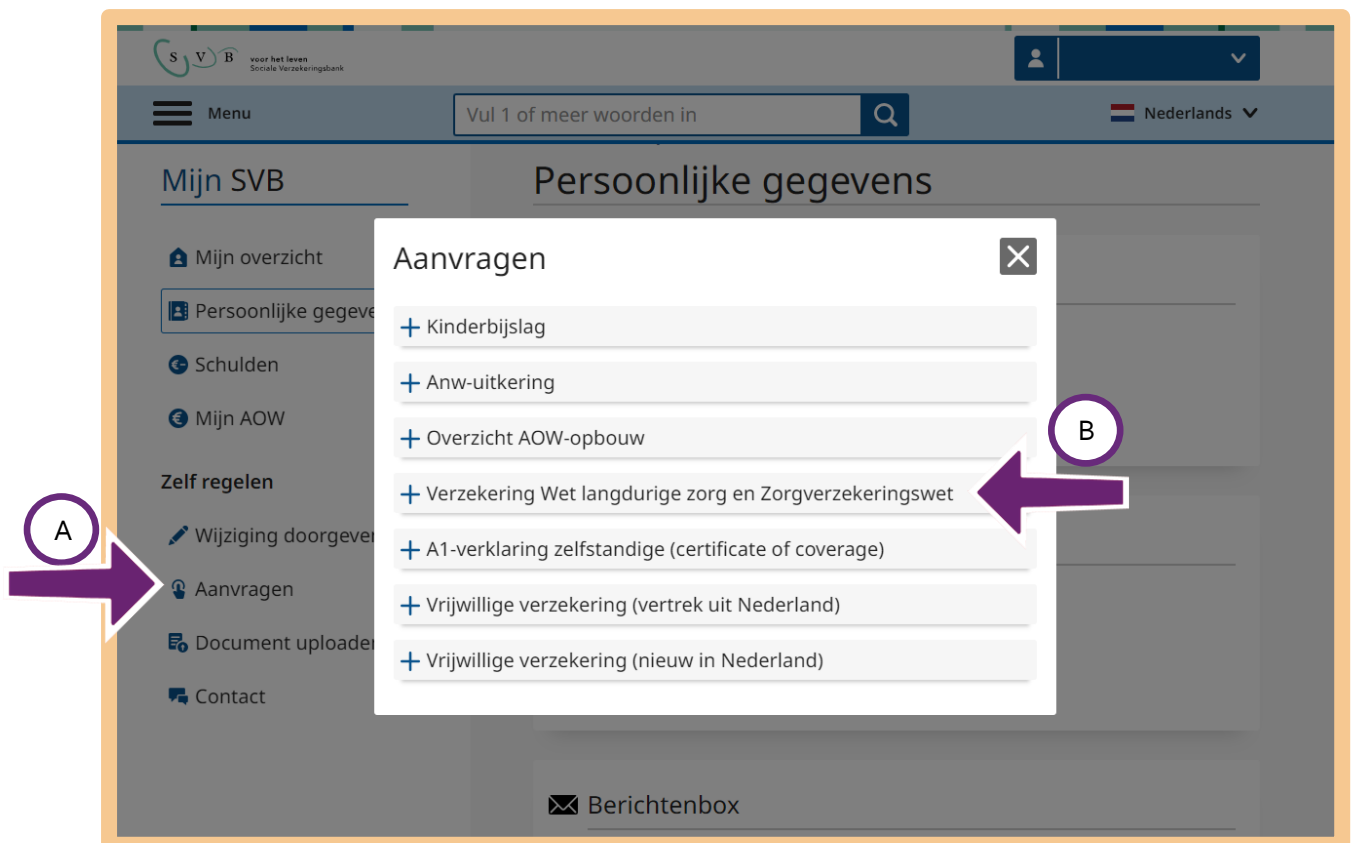 S V B voor het leven
Sociale Verzekeringsbank
Menu
Vul 1 of meer woorden in
Nederlands
Mijn SVB
Persoonlijke gegevens
Mijn overzicht
Persoonlijke gegeve
Schulden
Mijn AOW
Zelf regelen
Wijziging doorgeve
Aanvragen
Document uploade
Contact
Aanvragen
Kinderbijslag
Anw-uitkering
Overzicht AOW-opbouw
Verzekering Wet langdurige zorg en Zorgverzekeringswet
A1-verklaring zelfstandige (certificate of coverage)
Vrijwillige verzekering (vertrek uit Nederland)
Vrijwillige verzekering (nieuw in Nederland)
A
B
Berichtenbox